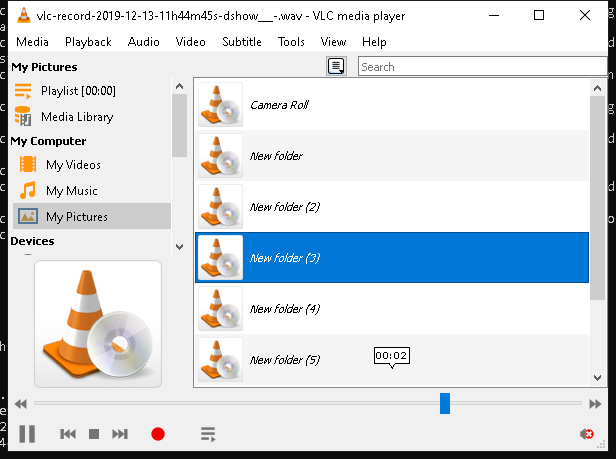 vlc-record-2019-12-13-11h44m45s-dshow___-.wav - VLC media player
Media Playback Audio Video Subtitle Tools View Help
My Pictures
Search
Playlist [00:00]
Media Library
My Computer
My Videos
My Music
My Pictures
Devices
Camera Roll
New folder
New folder (2)
New folder (3)
New folder (4)
New folder (5)
00:02